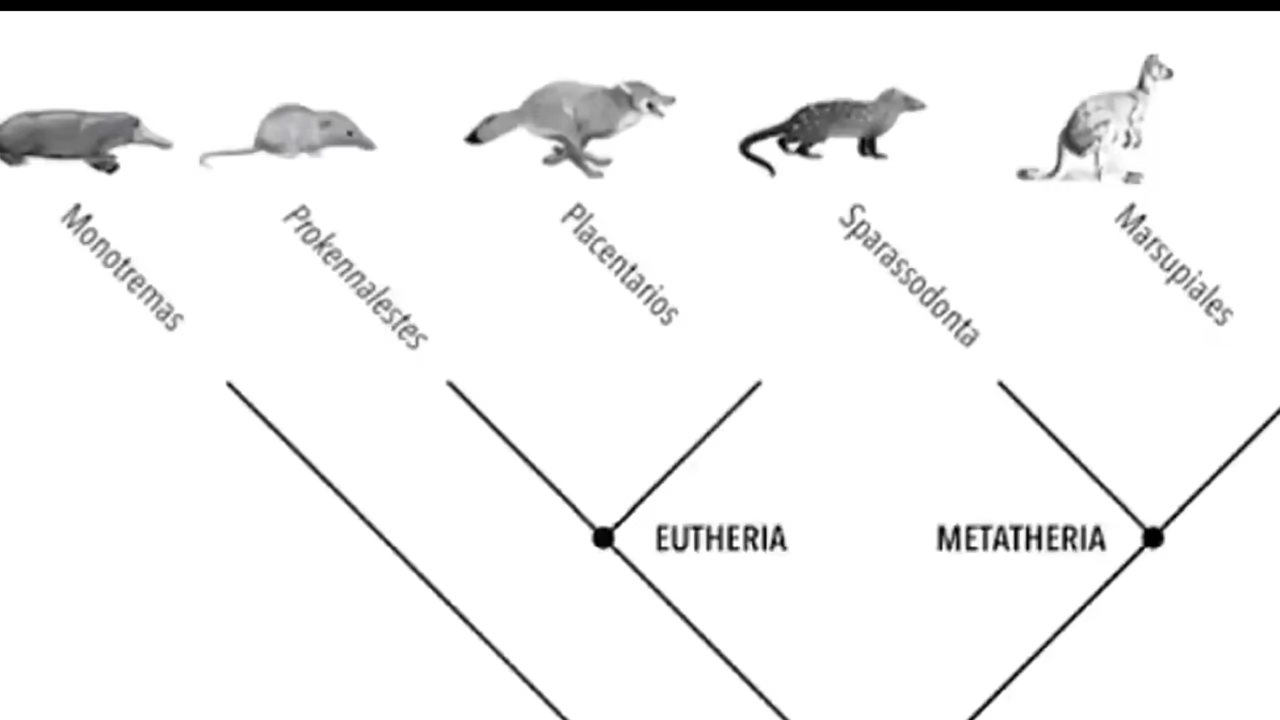 Monotremas
Prokennalestes
Placentarios
Sparassodonta
Marsupiales
EUTHERIA
METATHERIA